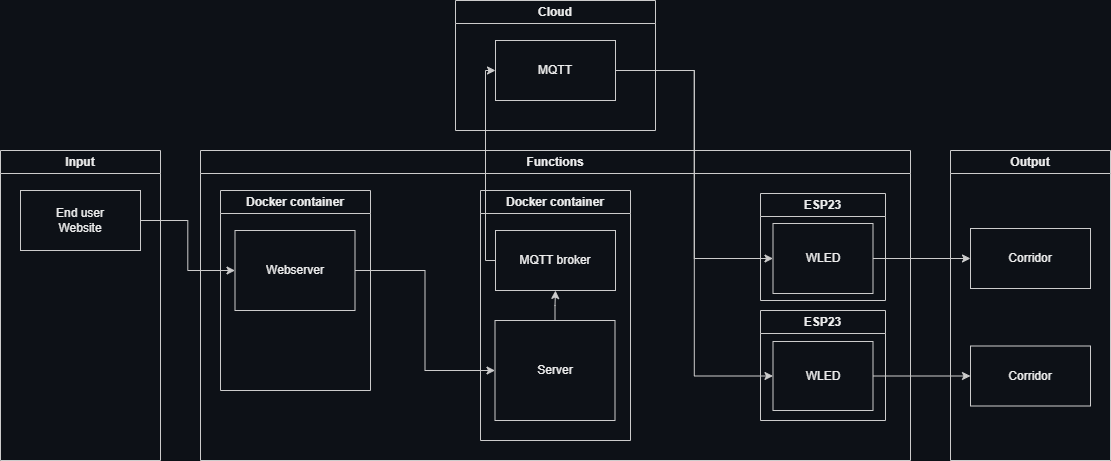 Cloud
MQTT
Input
Functions
Output
End user
Website
Docker container
Webserver
Docker container
MQTT broker
Server
ESP23
WLED
ESP23
WLED
Corridor
Corridor